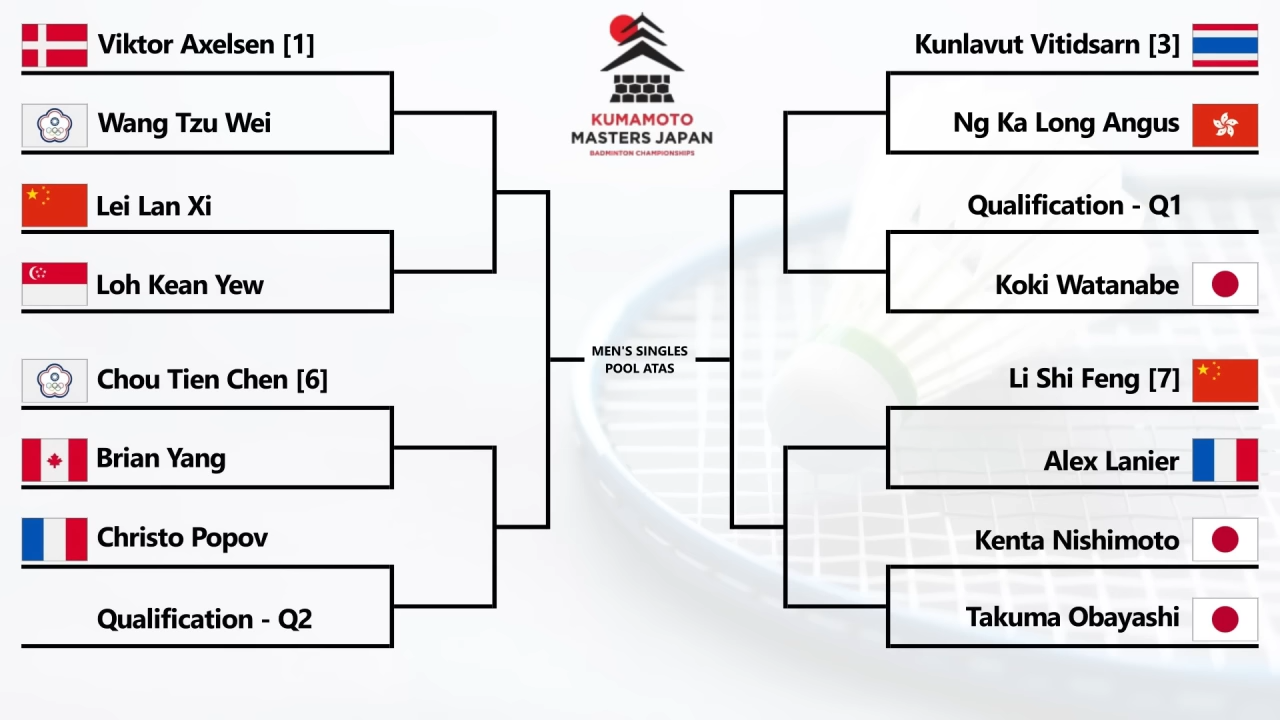 Viktor Axelsen [1]
Wang Tzu Wei
Lei Lan Xi
Loh Kean Yew
Chou Tien Chen [6]
Brian Yang
Christo Popov
Qualification - Q2
KUMAMOTO
MASTERS JAPAN
BADMINTON CHAMPIONSHIPS
MEN'S SINGLES
POOL ATAS
Kunlavut Vitidsarn [3]
Ng Ka Long Angus
Qualification - Q1
Koki Watanabe
Li Shi Feng [7]
Alex Lanier
Kenta Nishimoto
Takuma Obayashi